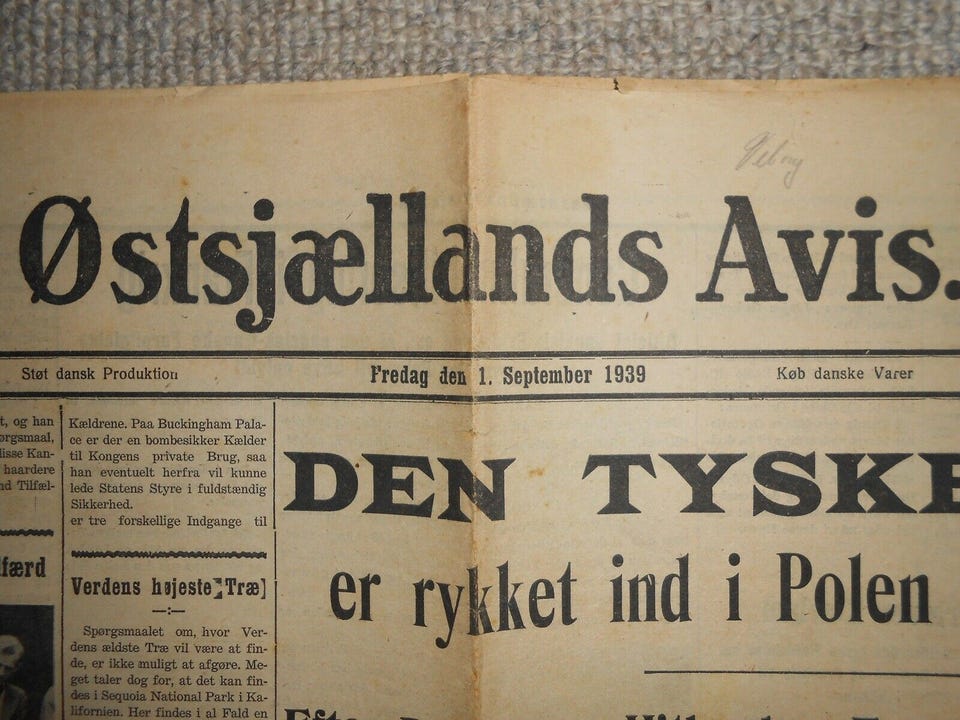 Østsjællands Avis.
Støt dansk Produktion
Fredag den 1. September 1939
Køb danske Varer
t, og han
ørgsmaal,
lisse Kan-
haardere
nd Tilfæl-
færd
Kældrene. Paa Buckingham Pala-
ce er der en bombesikker Kælder
til Kongens private Brug, saa
han eventuelt herfra vil kunne
lede Statens Styre i fuldstændig
Sikkerhed.
er tre forskellige Indgange til
Verdens højeste Træ
—:—
Spørgsmaalet om, hvor Ver-
dens ældste Træ vil være at fin-
de, er ikke muligt at afgøre. Me-
get taler dog for, at det kan fin-
des i Sequoia National Park i Ka-
lifornien. Her findes i al Fald en
DEN TYSKE
er rykket ind i Polen